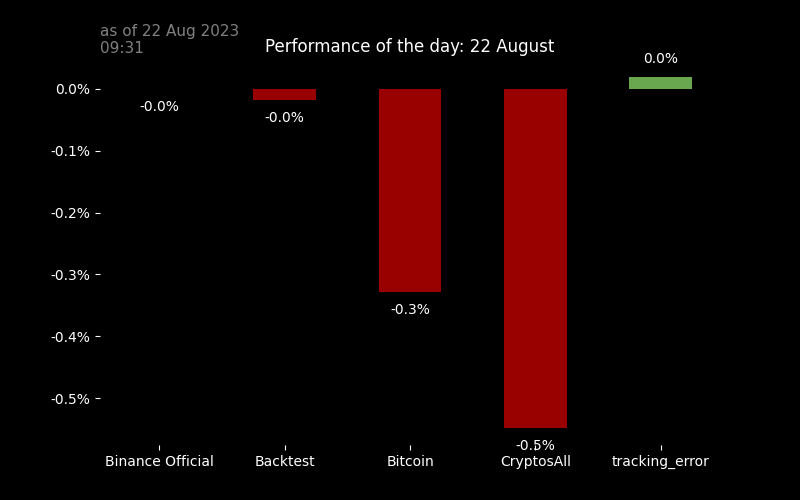 as of 22 Aug 2023
09:31
Performance of the day: 22 August
0.0%
0.0%
-0.0%
-0.0%
-0.1%
-0.2%
-0.3%
-0.3%
-0.4%
-0.5%
-0.5%
Binance Official
Backtest
Bitcoin
CryptosAll
tracking_error